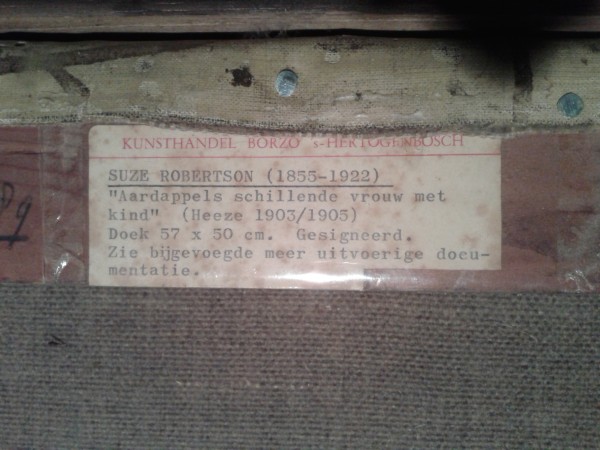 KUNSTHANDEL BORZO 's-HERTOGENBOSCH
SUZE ROBERTSON (1855-1922)
"Aardappels schillende vrouw met
kind" (Heeze 1903/1905)
Doek 57 x 50 cm. Gesigneerd.
Zie bijgevoegde meer uitvoerige docu-
mentatie.